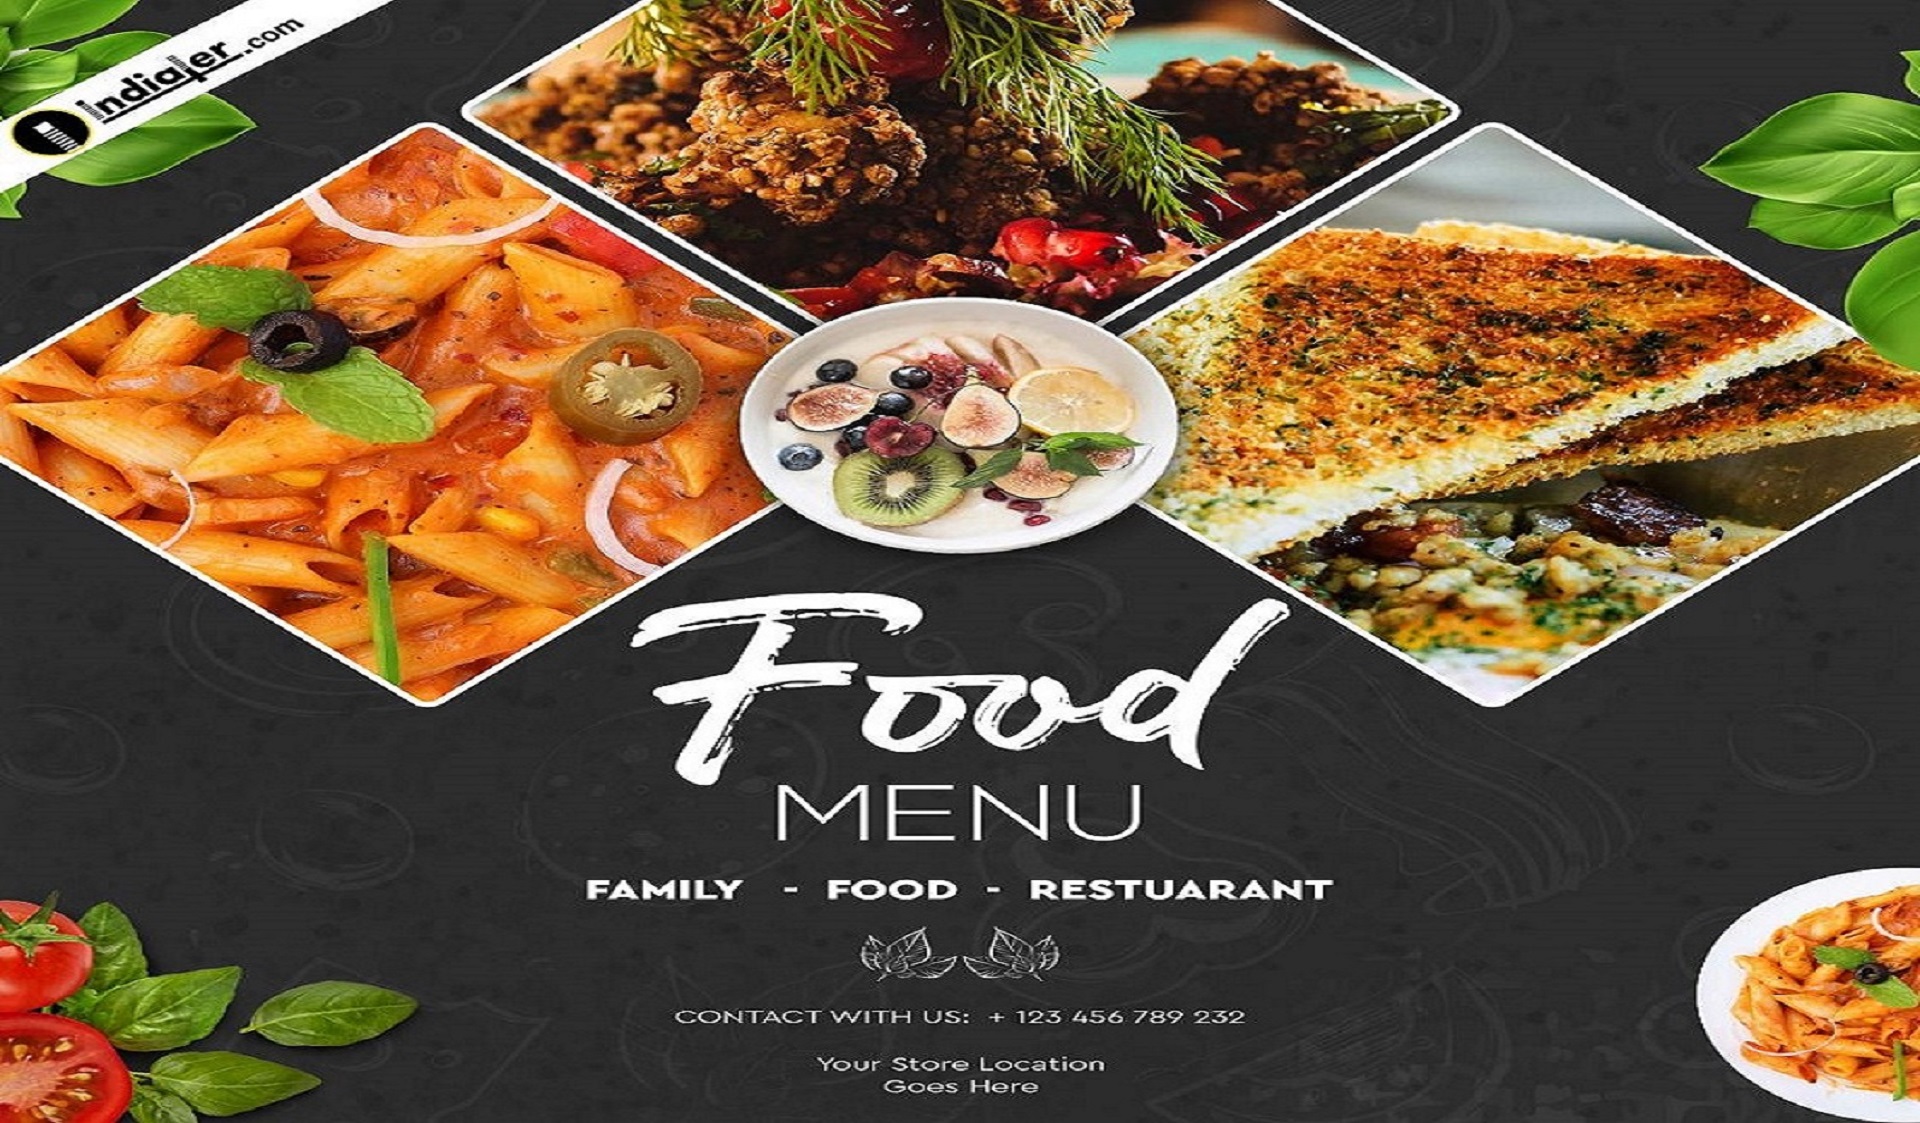 indiater.com
Food
MENU
FAMILY - FOOD - RESTUARANT
CONTACT WITH US: + 123 456 789 232
Your Store Location
Goes Here